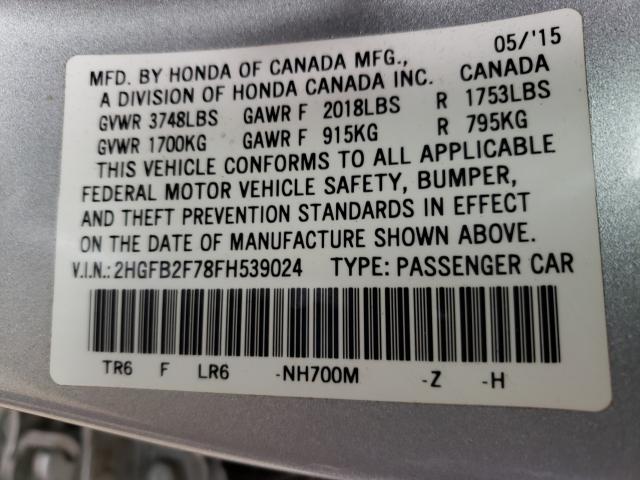 MFD. BY HONDA OF CANADA MFG., 05/'15
A DIVISION OF HONDA CANADA INC. CANADA
GVWR 3748LBS GAWR F 2018LBS R 1753LBS
GVWR 1700KG GAWR F 915KG R 795KG
THIS VEHICLE CONFORMS TO ALL APPLICABLE
FEDERAL MOTOR VEHICLE SAFETY, BUMPER,
AND THEFT PREVENTION STANDARDS IN EFFECT
ON THE DATE OF MANUFACTURE SHOWN ABOVE.
V.I.N.: 2HGFB2F78FH539024 TYPE: PASSENGER CAR
TR6 F LR6 -NH700M -Z -H